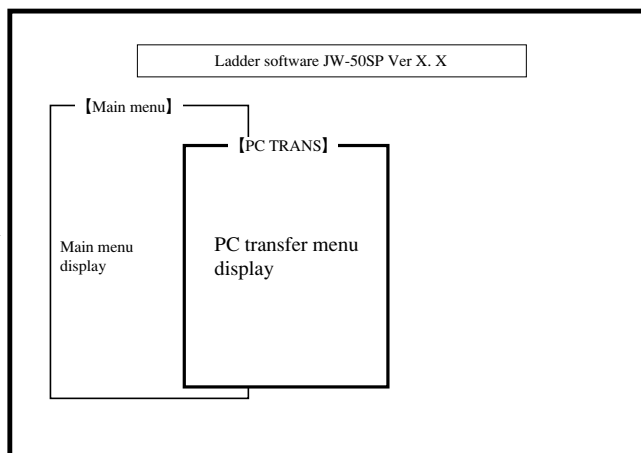 Ladder software JW-50SP Ver X. X
【Main menu】
【PC TRANS】
Main menu
display
PC transfer menu
display